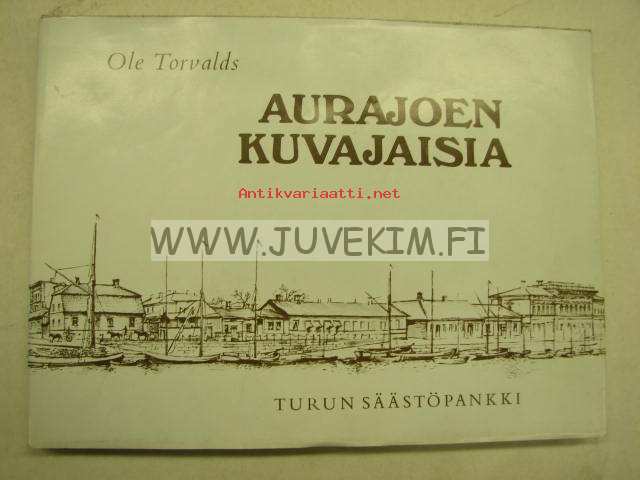 Ole Torvalds
AURAJOEN
KUVAJAISIA
Antikvariaatti.net
WWW.JUVEKIM.FI
TURUN SÄÄSTÖPANKKI